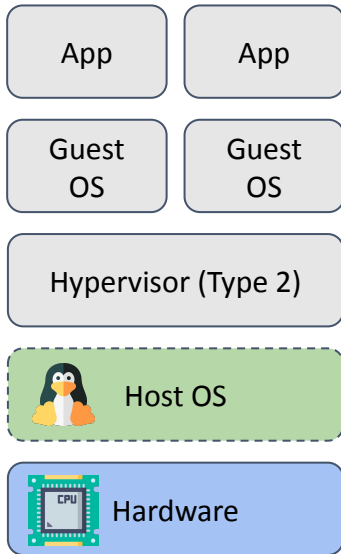 App
App
Guest
OS
Guest
OS
Hypervisor (Type 2)
Host OS
CPU
Hardware